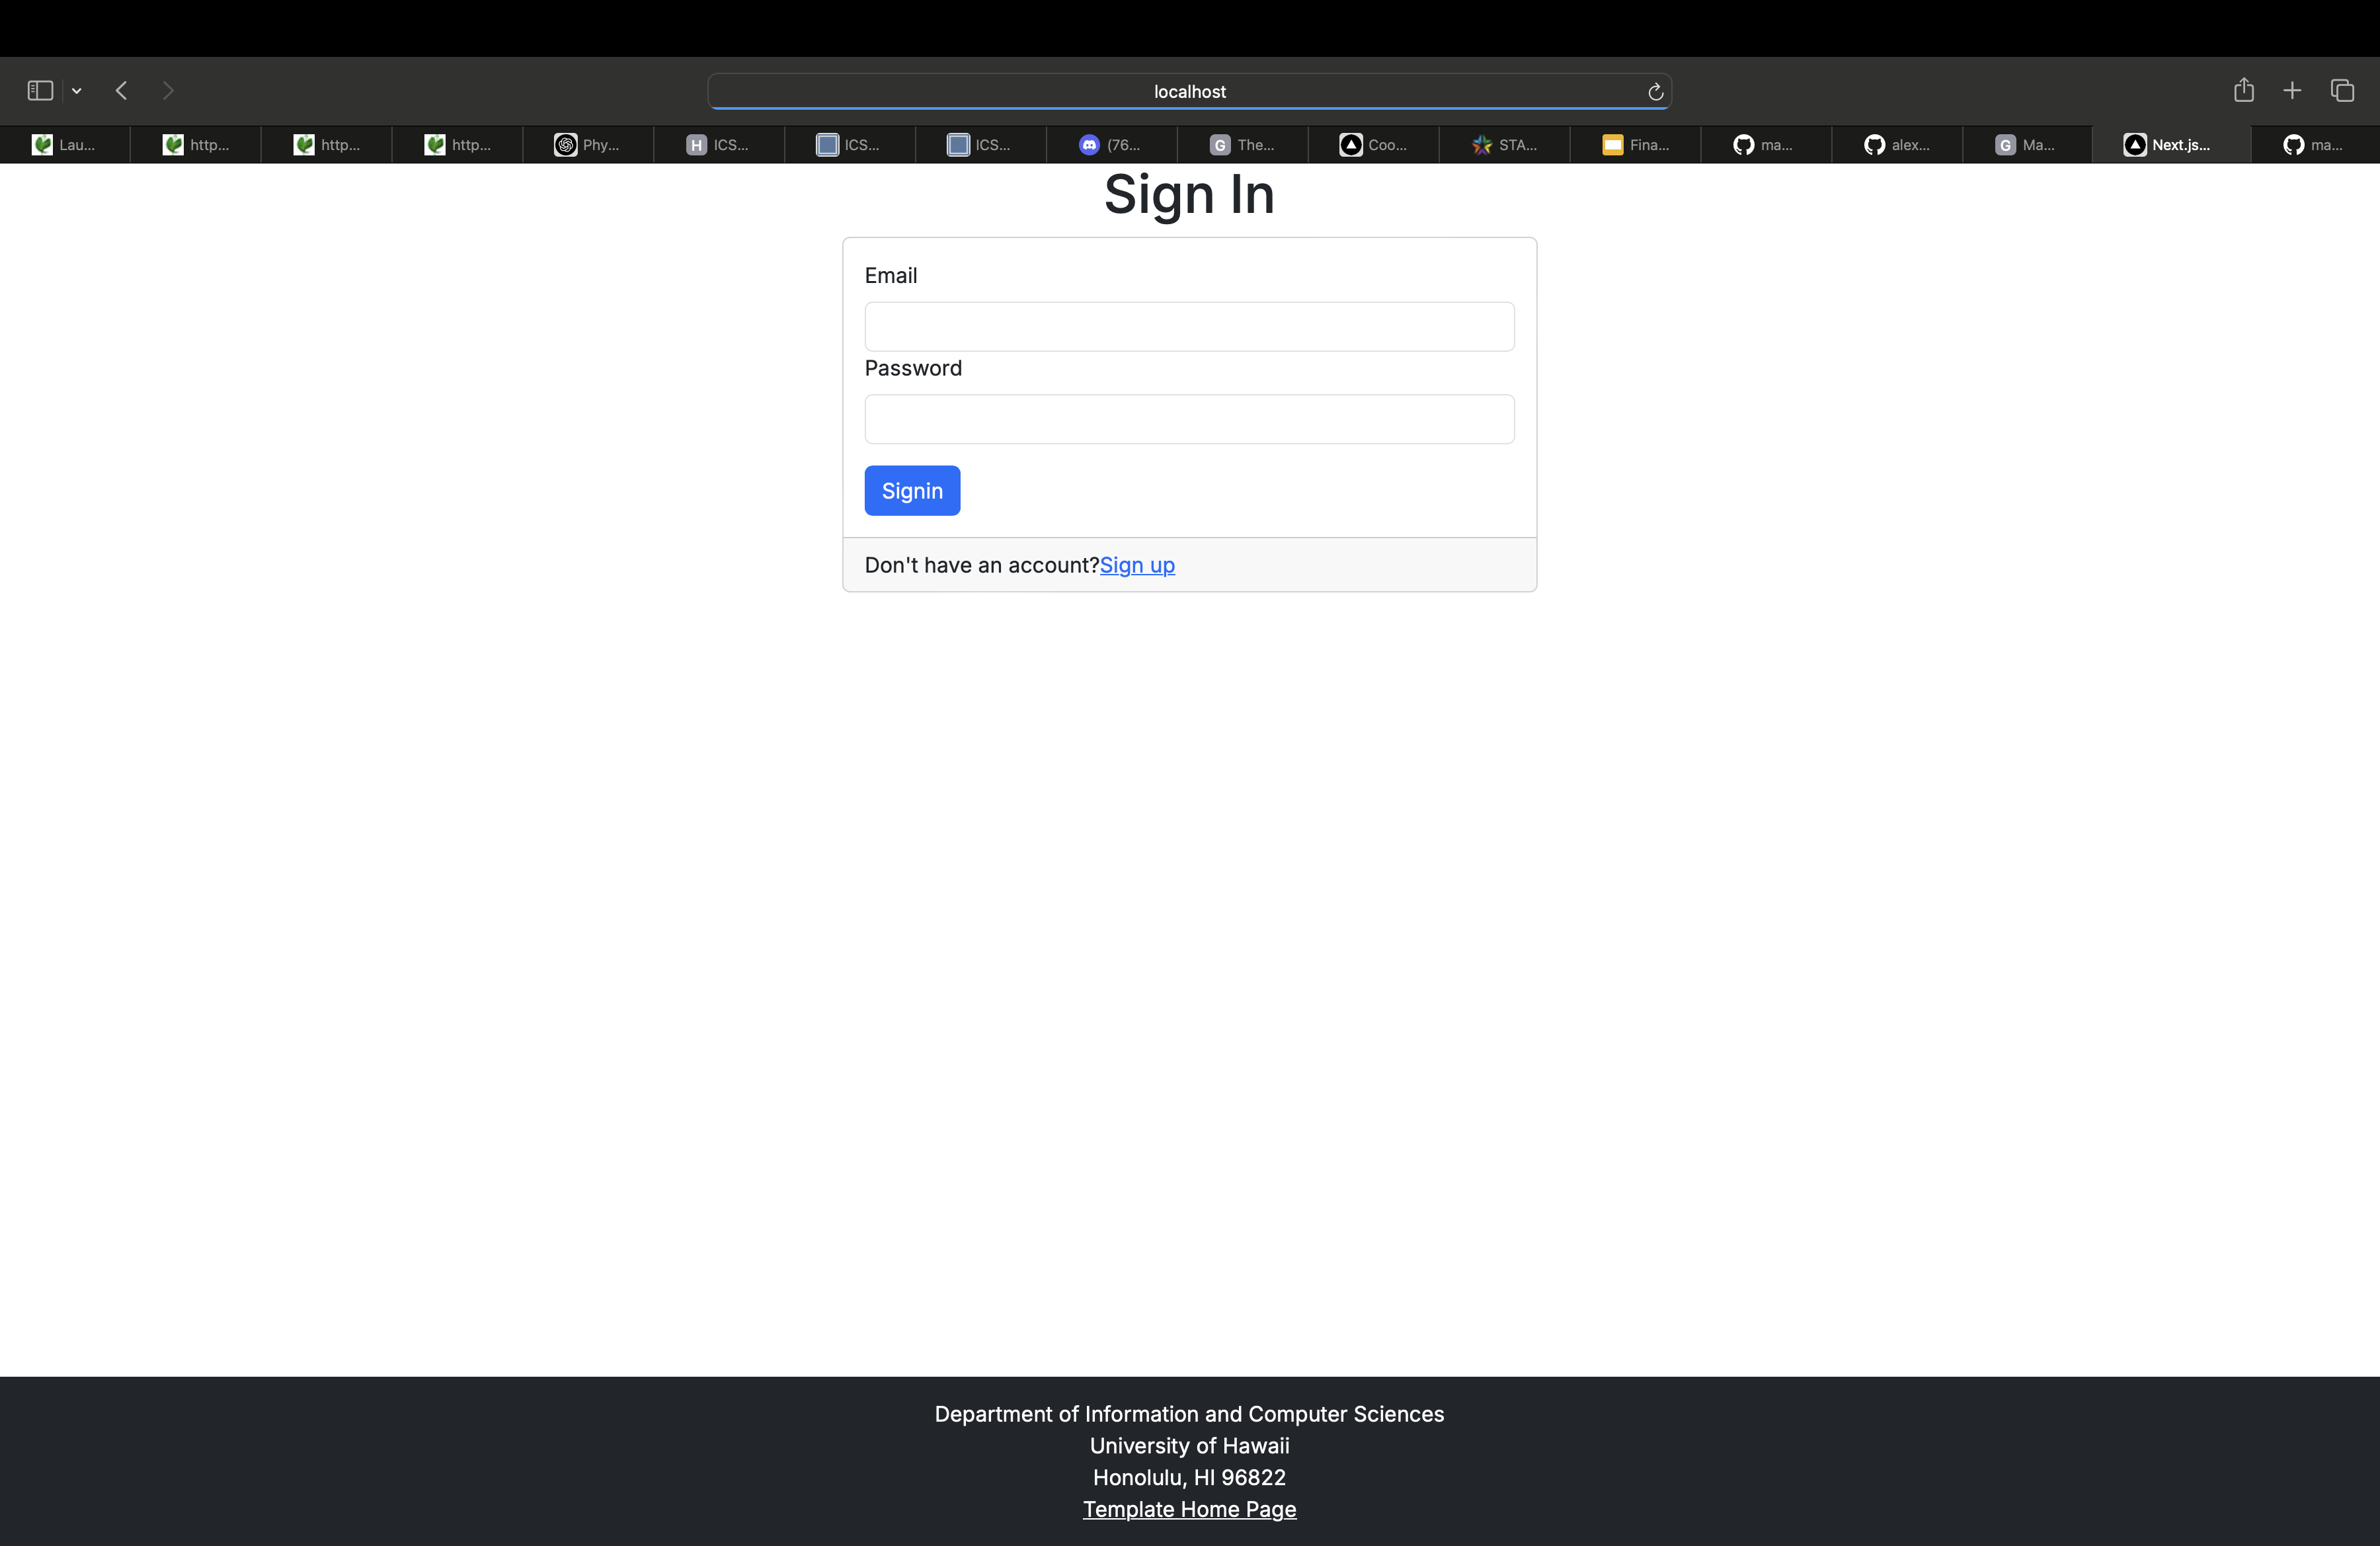 localhost
Lau...
http...
http...
http...
Phy...
H ICS...
ICS...
ICS...
(76...
G The...
Coo...
STA...
Fina...
ma...
alex...
G Ma...
Next.js...
ma...
Sign In
Email
Password
Signin
Don't have an account?Sign up
Department of Information and Computer Sciences
University of Hawaii
Honolulu, HI 96822
Template Home Page